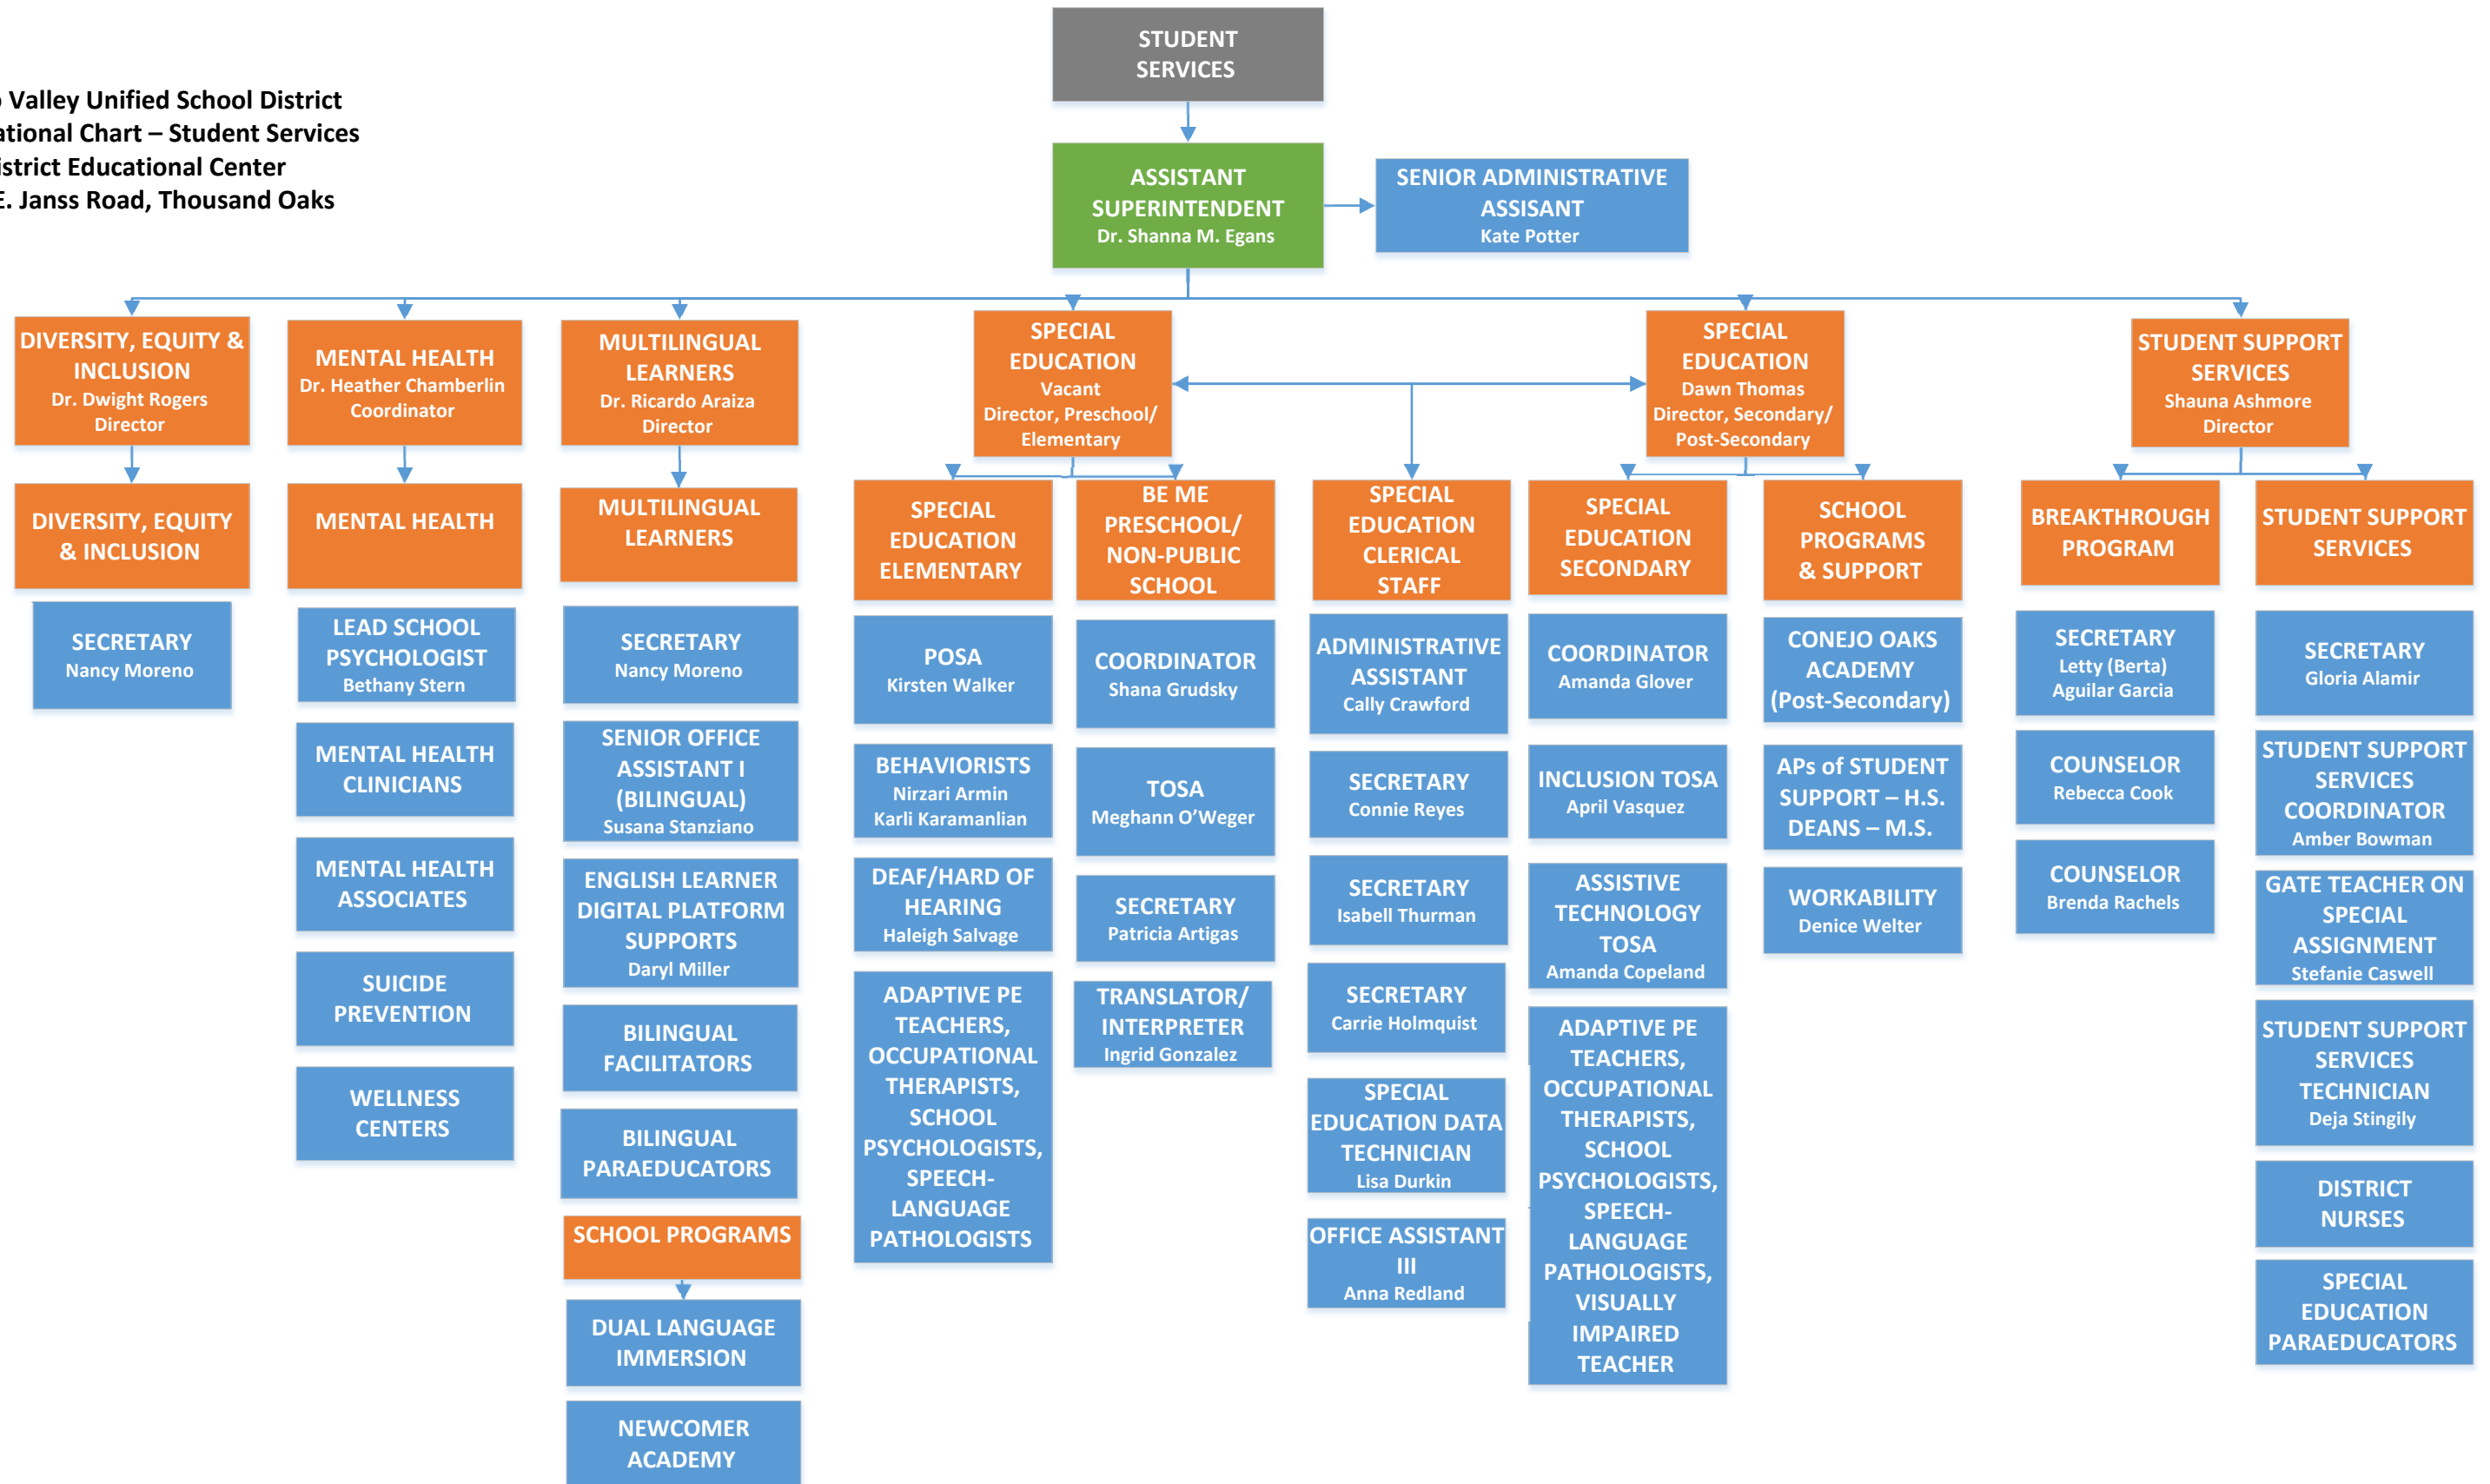 STUDENT
SERVICES
Valley Unified School District
ational Chart – Student Services
istrict Educational Center
E. Janss Road, Thousand Oaks
ASSISTANT
SUPERINTENDENT
Dr. Shanna M. Egans
SENIOR ADMINISTRATIVE
ASSISANT
Kate Potter
DIVERSITY, EQUITY &
INCLUSION
Dr. Dwight Rogers
Director
MENTAL HEALTH
Dr. Heather Chamberlin
Coordinator
MULTILINGUAL
LEARNERS
Dr. Ricardo Araiza
Director
SPECIAL
EDUCATION
Vacant
Director, Preschool/
Elementary
SPECIAL
EDUCATION
Dawn Thomas
Director, Secondary/
Post-Secondary
STUDENT SUPPORT
SERVICES
Shauna Ashmore
Director
DIVERSITY, EQUITY
& INCLUSION
SECRETARY
Nancy Moreno
MENTAL HEALTH
LEAD SCHOOL
PSYCHOLOGIST
Bethany Stern
MENTAL HEALTH
CLINICIANS
MENTAL HEALTH
ASSOCIATES
SUICIDE
PREVENTION
WELLNESS
CENTERS
MULTILINGUAL
LEARNERS
SECRETARY
Nancy Moreno
SENIOR OFFICE
ASSISTANT I
(BILINGUAL)
Susana Stanziano
ENGLISH LEARNER
DIGITAL PLATFORM
SUPPORTS
Daryl Miller
BILINGUAL
FACILITATORS
BILINGUAL
PARAEDUCATORS
SCHOOL PROGRAMS
DUAL LANGUAGE
IMMERSION
NEWCOMER
ACADEMY
SPECIAL
EDUCATION
ELEMENTARY
POSA
Kirsten Walker
BEHAVIORISTS
Nirzari Armin
Karli Karamanlian
DEAF/HARD OF
HEARING
Haleigh Salvage
ADAPTIVE PE
TEACHERS,
OCCUPATIONAL
THERAPISTS,
SCHOOL
PSYCHOLOGISTS,
SPEECH-
LANGUAGE
PATHOLOGISTS
BE ME
PRESCHOOL/
NON-PUBLIC
SCHOOL
COORDINATOR
Shana Grudsky
TOSA
Meghann O’Weger
SECRETARY
Patricia Artigas
TRANSLATOR/
INTERPRETER
Ingrid Gonzalez
SPECIAL
EDUCATION
CLERICAL
STAFF
ADMINISTRATIVE
ASSISTANT
Cally Crawford
SECRETARY
Connie Reyes
SECRETARY
Isabell Thurman
SECRETARY
Carrie Holmquist
SPECIAL
EDUCATION DATA
TECHNICIAN
Lisa Durkin
OFFICE ASSISTANT
III
Anna Redland
SPECIAL
EDUCATION
SECONDARY
COORDINATOR
Amanda Glover
INCLUSION TOSA
April Vasquez
ASSISTIVE
TECHNOLOGY
TOSA
Amanda Copeland
ADAPTIVE PE
TEACHERS,
OCCUPATIONAL
THERAPISTS,
SCHOOL
PSYCHOLOGISTS,
SPEECH-
LANGUAGE
PATHOLOGISTS,
VISUALLY
IMPAIRED
TEACHER
SCHOOL
PROGRAMS
& SUPPORT
CONEJO OAKS
ACADEMY
(Post-Secondary)
APs of STUDENT
SUPPORT – H.S.
DEANS – M.S.
WORKABILITY
Denice Welter
BREAKTHROUGH
PROGRAM
SECRETARY
Letty (Berta)
Aguilar Garcia
COUNSELOR
Rebecca Cook
COUNSELOR
Brenda Rachels
STUDENT SUPPORT
SERVICES
SECRETARY
Gloria Alamir
STUDENT SUPPORT
SERVICES
COORDINATOR
Amber Bowman
GATE TEACHER ON
SPECIAL
ASSIGNMENT
Stefanie Caswell
STUDENT SUPPORT
SERVICES
TECHNICIAN
Deja Stingily
DISTRICT
NURSES
SPECIAL
EDUCATION
PARAEDUCATORS